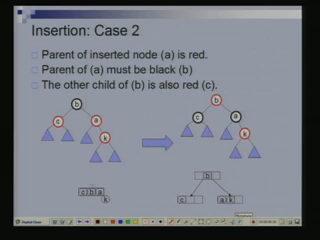 Insertion: Case 2
Parent of inserted node (a) is red.
Parent of (a) must be black (b)
The other child of (b) is also red (c).
b
b
c
a
c
a
k
k
b
c b a
k
c
a k